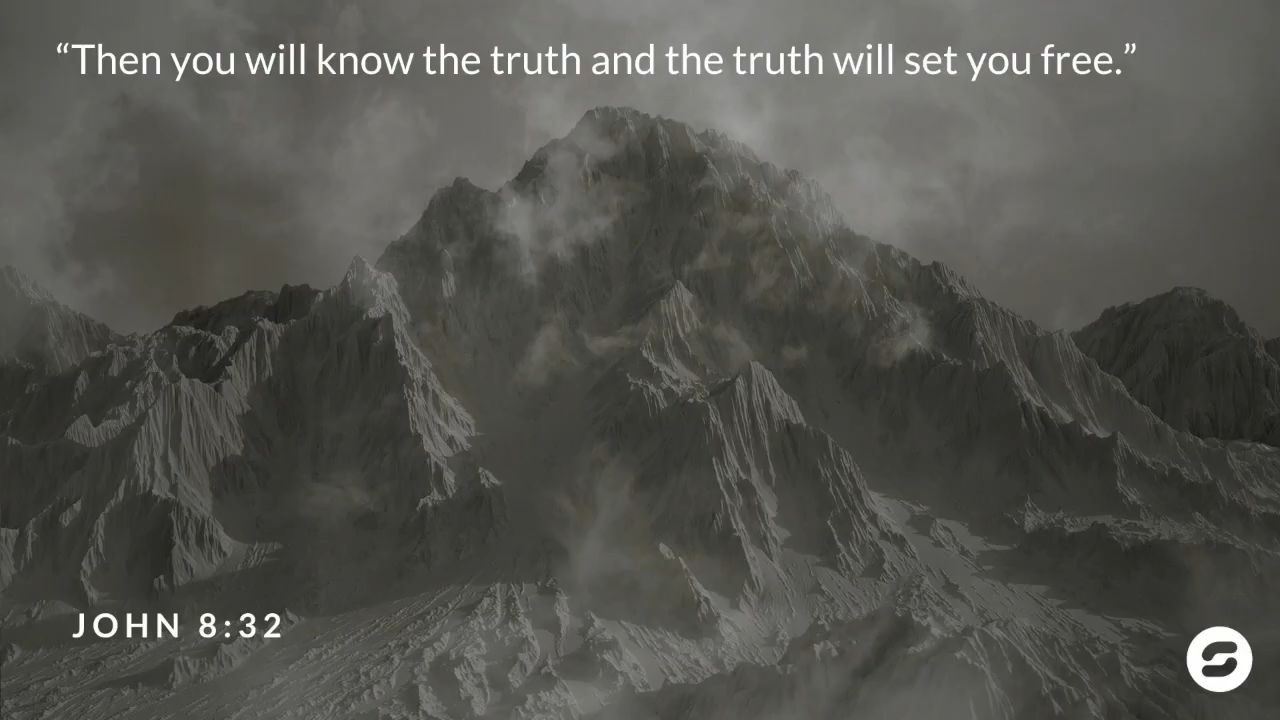 “Then you will know the truth and the truth will set you free.”
JOHN 8:32